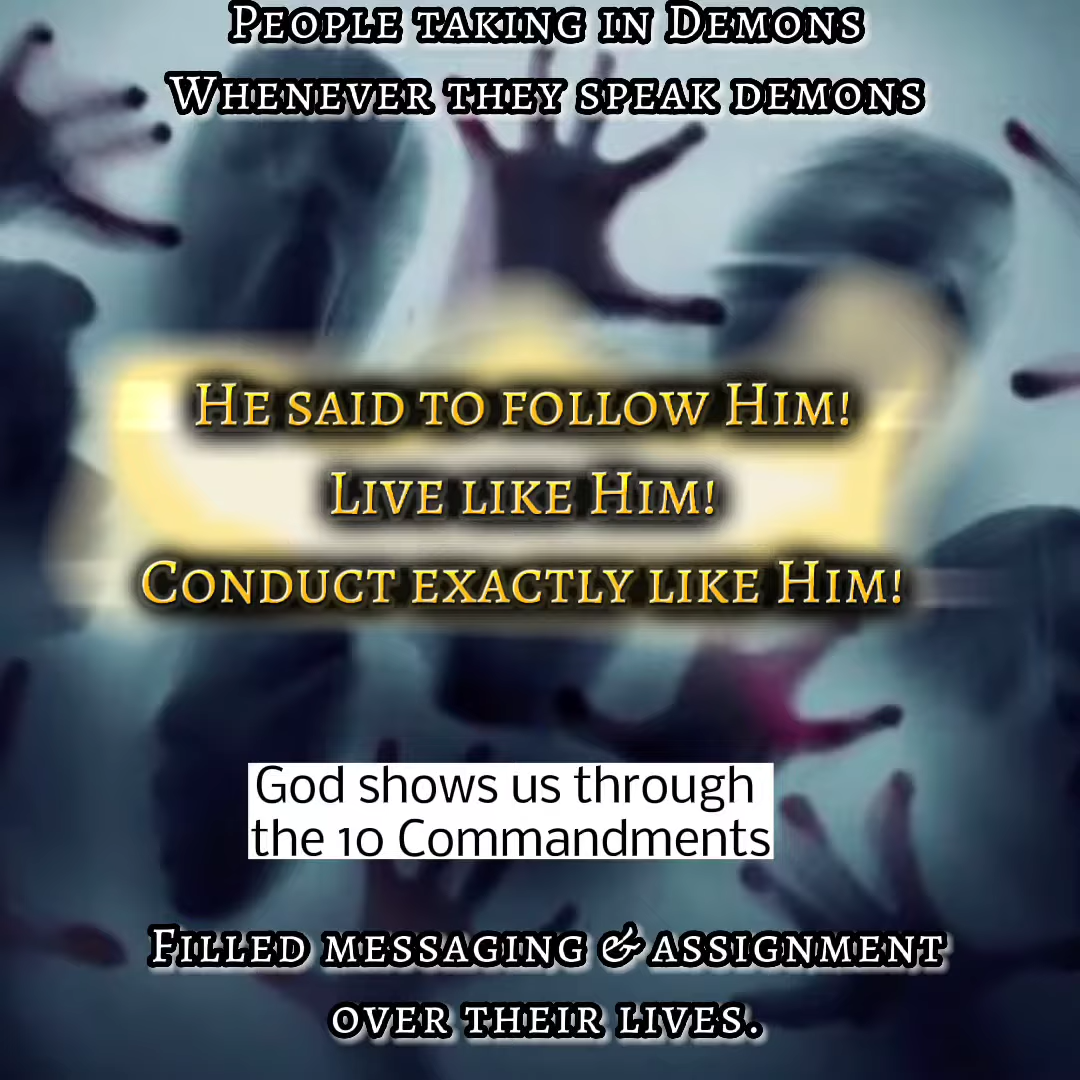 People taking in Demons
Whenever they speak demons
He said to follow Him!
Live like Him!
Conduct exactly like Him!
God shows us through
the 10 Commandments
Filled messaging & assignment
over their lives.